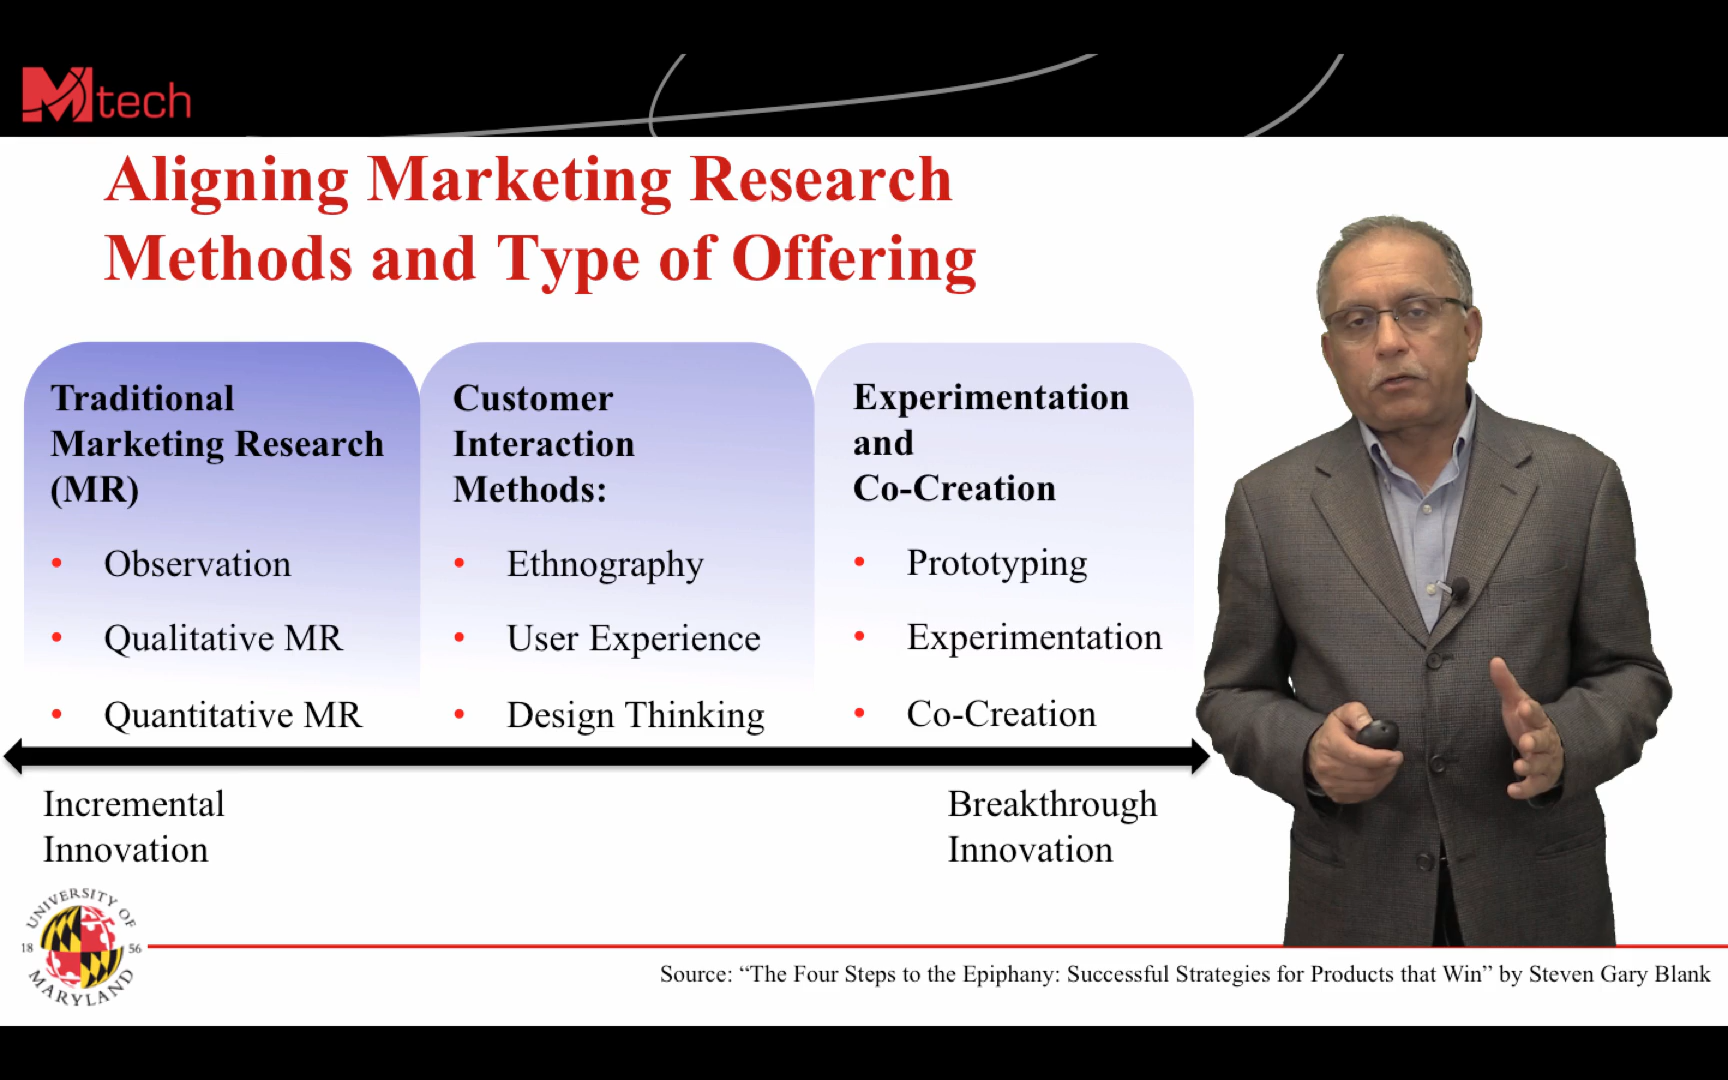 Mtech
Aligning Marketing Research
Methods and Type of Offering
Traditional
Marketing Research
(MR)
• Observation
• Qualitative MR
• Quantitative MR
Customer
Interaction
Methods:
• Ethnography
• User Experience
• Design Thinking
Experimentation
and
Co-Creation
• Prototyping
• Experimentation
• Co-Creation
Incremental
Innovation
Breakthrough
Innovation
UNIVERSITY OF
18 56
MARYLAND
Source: “The Four Steps to the Epiphany: Successful Strategies for Products that Win” by Steven Gary Blank